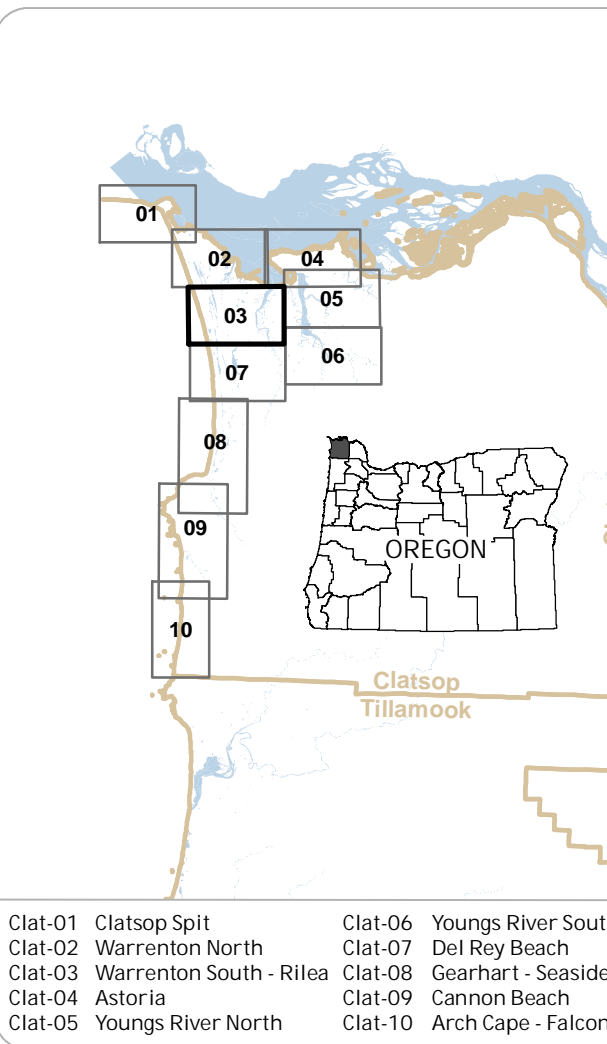 01
02
04
05
03
06
07
08
09
10
OREGON
Clatsop
Tillamook
Clat-01 Clatsop Spit
Clat-02 Warrenton North
Clat-03 Warrenton South - Rilea
Clat-04 Astoria
Clat-05 Youngs River North
Clat-06 Youngs River Sout
Clat-07 Del Rey Beach
Clat-08 Gearhart - Seaside
Clat-09 Cannon Beach
Clat-10 Arch Cape - Falcon